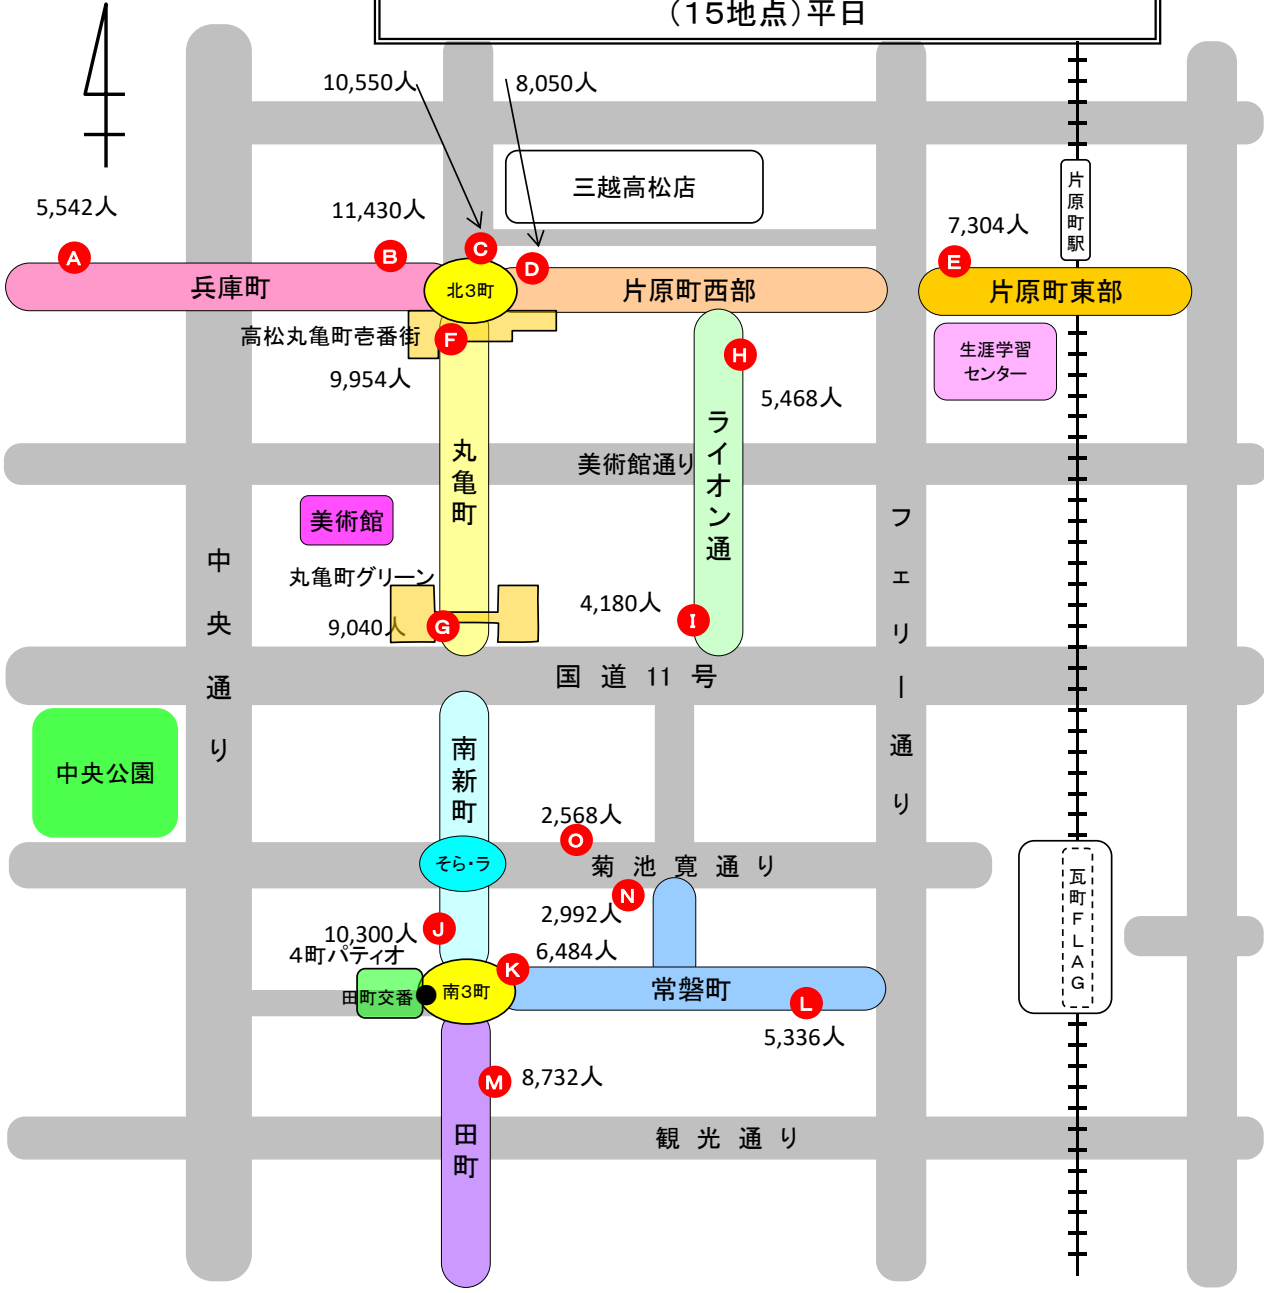 (15地点)平日
10,550人
8,050人
三越高松店
片原町駅
5,542人
11,430人
7,304人
A
B
C
D
E
兵庫町
北3町
片原町西部
片原町東部
高松丸亀町壱番街
F
9,954人
H
5,468人
生涯学習
センター
丸亀町
ライオン通
美術館通り
美術館
中央通り
フェリー通り
丸亀町グリーン
9,040人
G
4,180人
I
国道11号
中央公園
南新町
2,568人
O
そら・ラ
菊池寛通り
N
2,992人
瓦町FLAG
10,300人
J
6,484人
4町パティオ
K
田町交番
南3町
常磐町
L
5,336人
M
8,732人
田町
観光通り